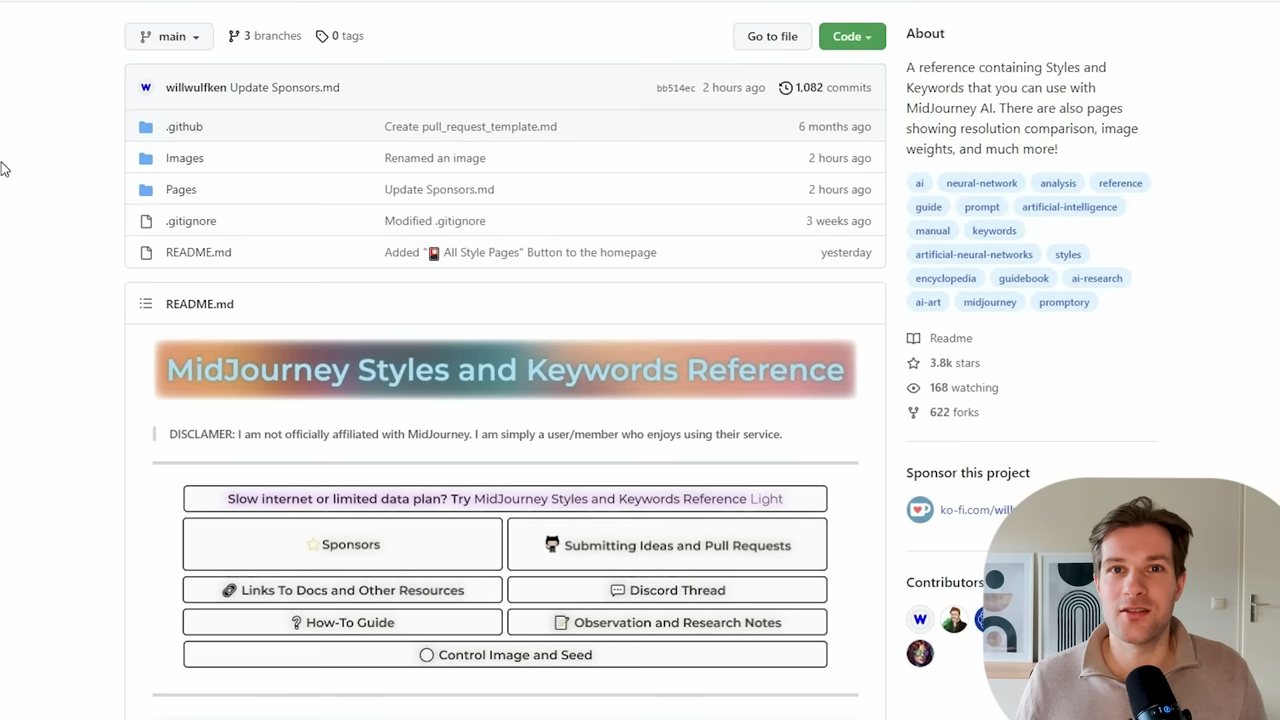 main
3 branches
0 tags
Go to file
Code
willwulfken Update Sponsors.md
bb514ec 2 hours ago 1,082 commits
.github Create pull_request_template.md 6 months ago
Images Renamed an image 2 hours ago
Pages Update Sponsors.md 2 hours ago
.gitignore Modified .gitignore 3 weeks ago
README.md Added "🎴 All Style Pages" Button to the homepage yesterday
README.md
MidJourney Styles and Keywords Reference
DISCLAMER: I am not officially affiliated with MidJourney. I am simply a user/member who enjoys using their service.
Slow internet or limited data plan? Try MidJourney Styles and Keywords Reference Light
Sponsors
Submitting Ideas and Pull Requests
Links To Docs and Other Resources
Discord Thread
How-To Guide
Observation and Research Notes
Control Image and Seed
About
A reference containing Styles and
Keywords that you can use with
MidJourney AI. There are also pages
showing resolution comparison, image
weights, and much more!
ai neural-network analysis reference
guide prompt artificial-intelligence
manual keywords
artificial-neural-networks styles
encyclopedia guidebook ai-research
ai-art midjourney promptory
Readme
3.8k stars
168 watching
622 forks
Sponsor this project
Contributors
W